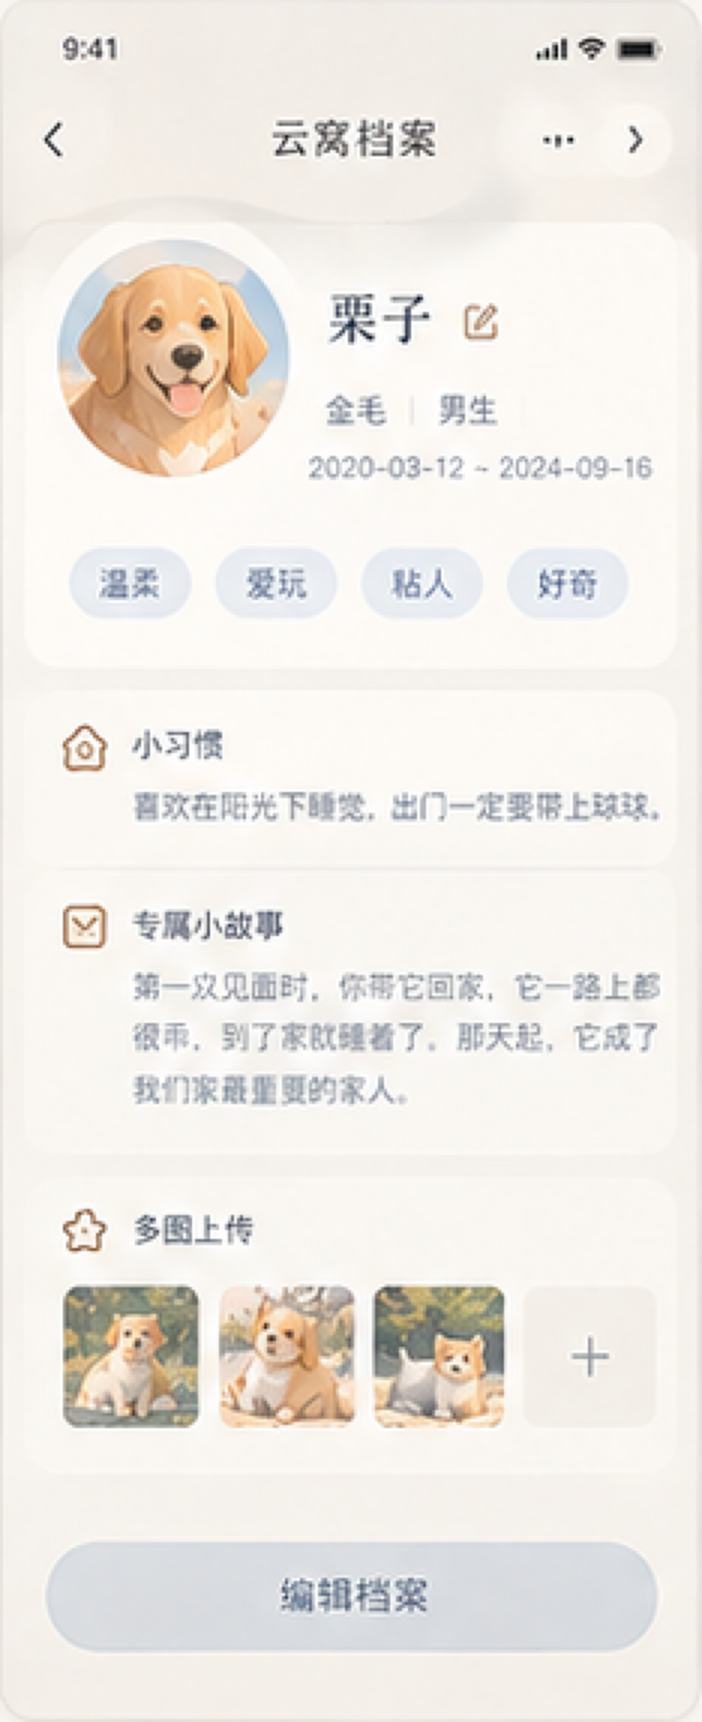 9:41
云窝档案
栗子
金毛 | 男生
2020-03-12 ~ 2024-09-16
温柔 爱玩 粘人 好奇
小习惯
喜欢在阳光下睡觉，出门一定要带上球球。
专属小故事
第一次见面时，你带它回家，它一路上都
很乖，到了家就睡着了。那天起，它成了
我们家最重要的家人。
多图上传
编辑档案